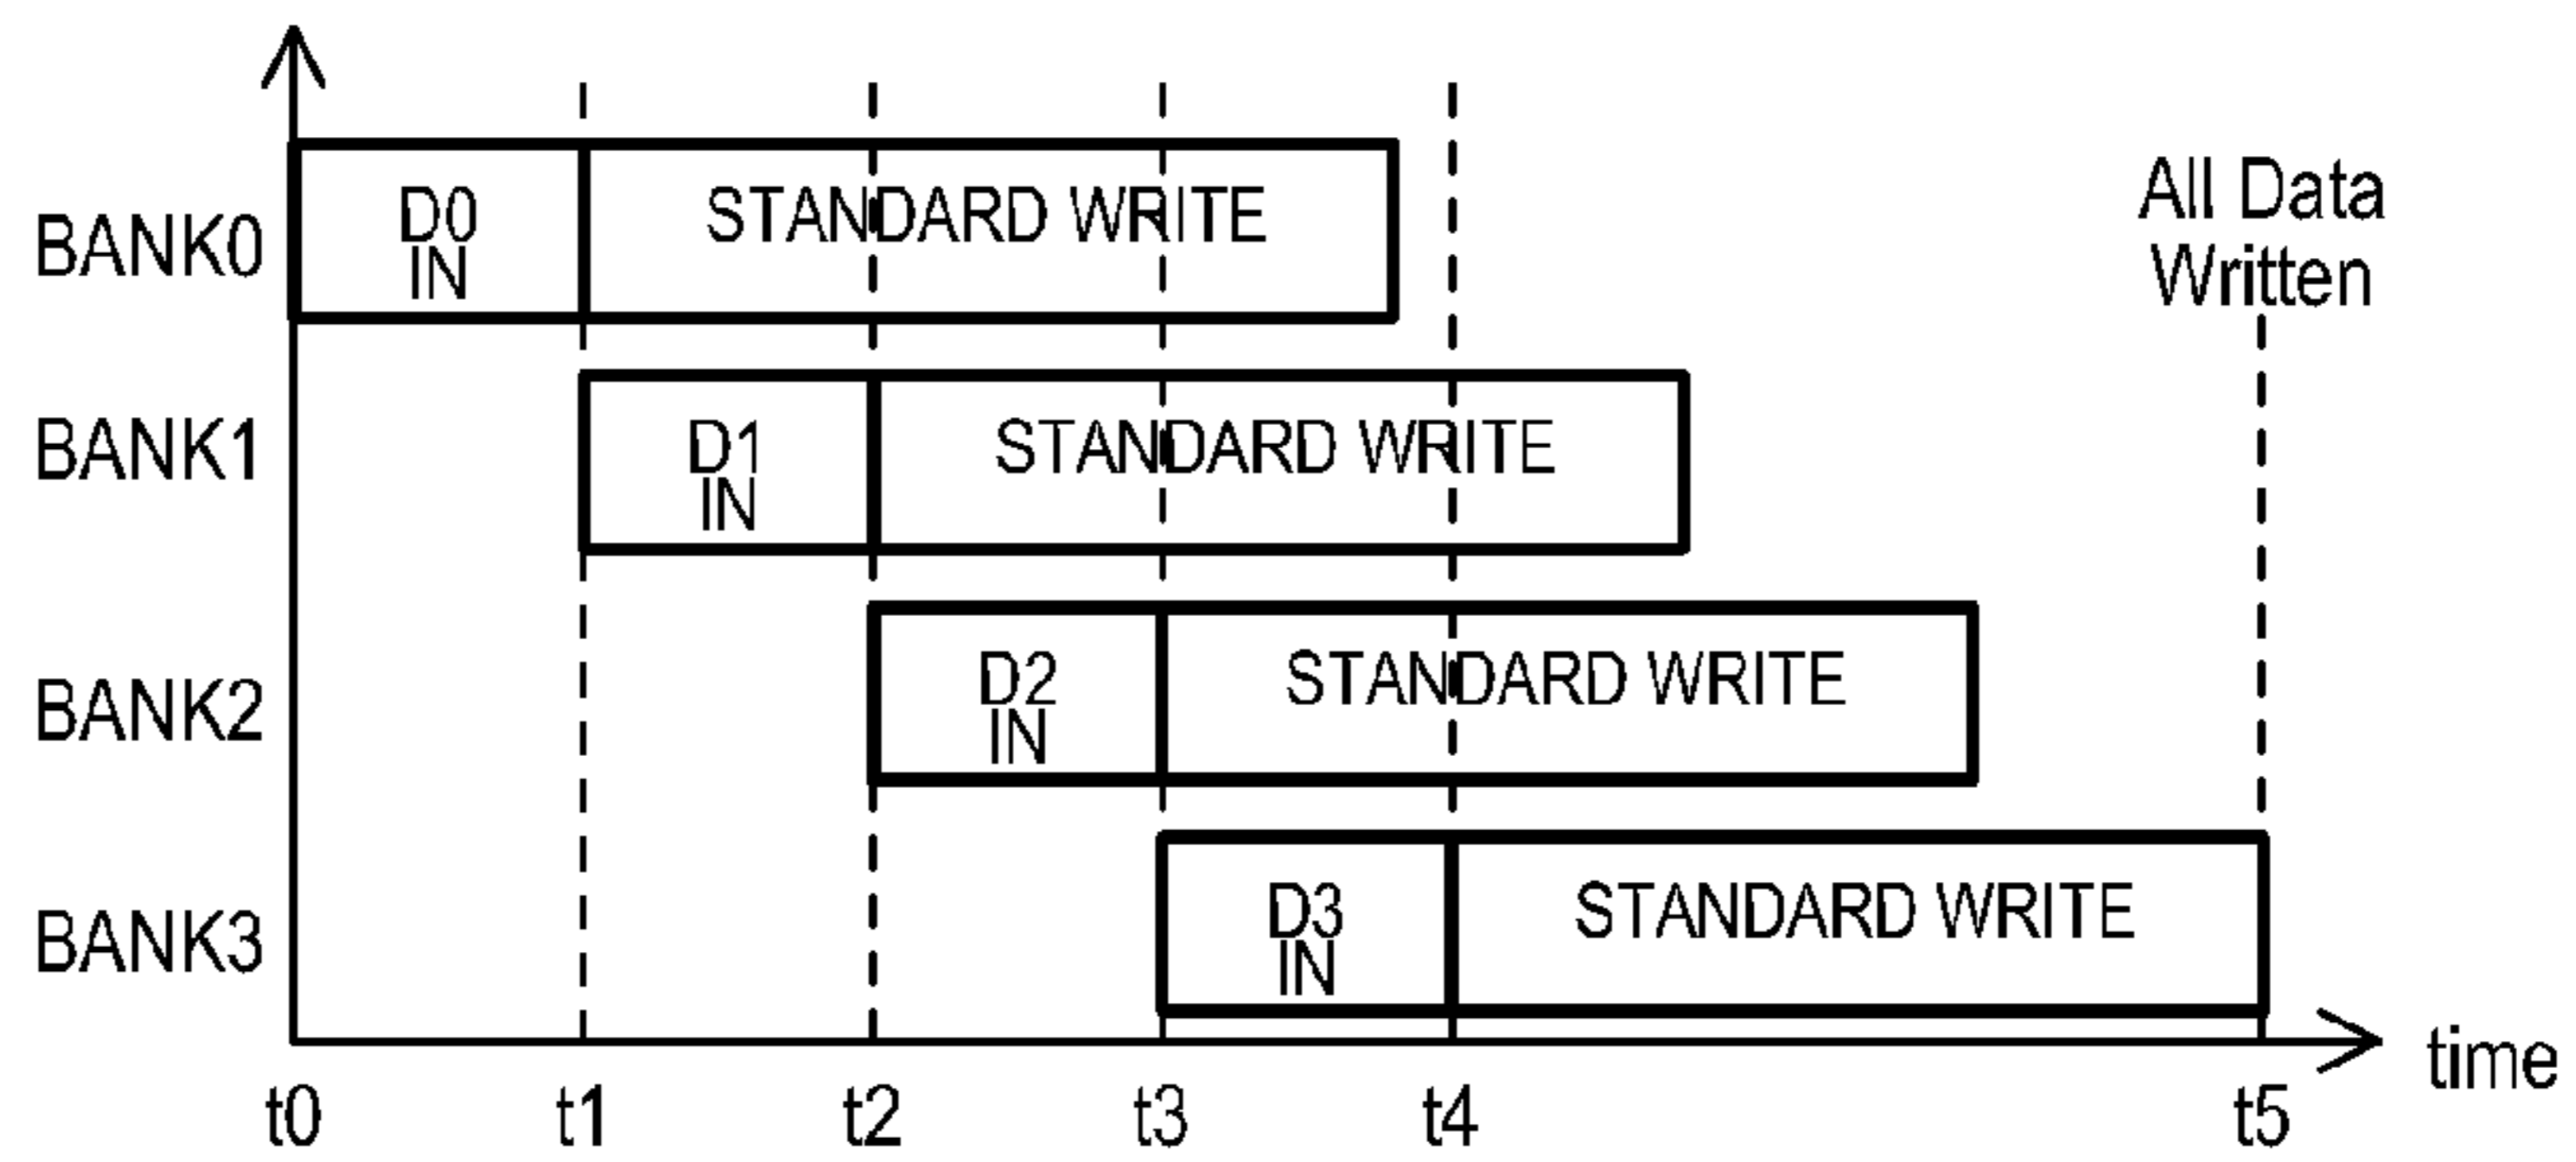 All Data
Written
BANK0
D0
IN
STANDARD WRITE
BANK1
D1
IN
STANDARD WRITE
BANK2
D2
IN
STANDARD WRITE
BANK3
D3
IN
STANDARD WRITE
time
t0 t1 t2 t3 t4 t5